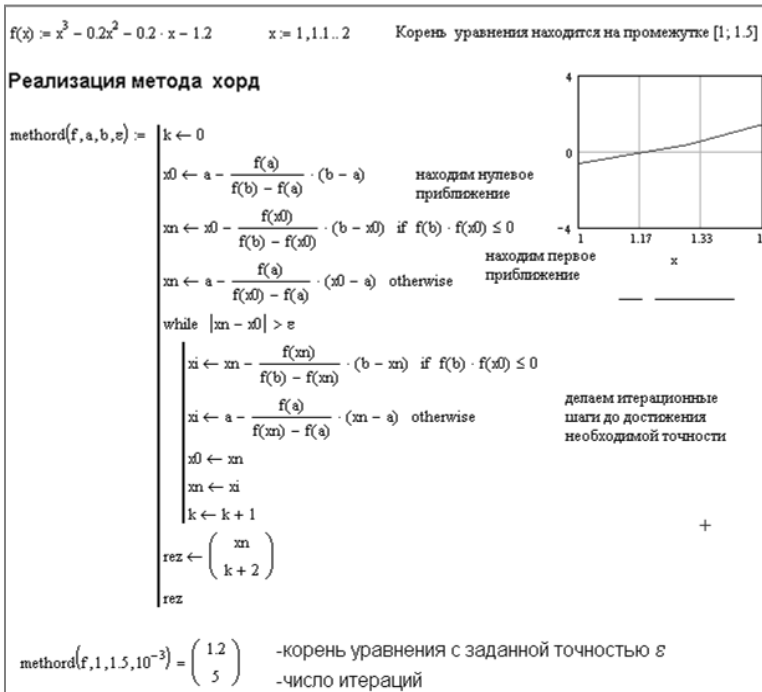 f(x) := x³ − 0.2x² − 0.2 · x − 1.2    x := 1, 1.1 .. 2    Корень уравнения находится на промежутке [1; 1.5]
Реализация метода хорд
methord(f, a, b, ε) :=
k ← 0
x0 ← a − f(a) / (f(b) − f(a)) · (b − a)    находим нулевое
приближение
xn ← x0 − f(x0) / (f(b) − f(x0)) · (b − x0)  if f(b) · f(x0) ≤ 0
находим первое
приближение
xn ← a − f(a) / (f(x0) − f(a)) · (x0 − a)  otherwise
while |xn − x0| > ε
xi ← xn − f(xn) / (f(b) − f(xn)) · (b − xn)  if f(b) · f(x0) ≤ 0
xi ← a − f(a) / (f(xn) − f(a)) · (xn − a)  otherwise
делаем итерационные
шаги до достижения
необходимой точности
x0 ← xn
xn ← xi
k ← k + 1
rez ← ( xn
k + 2 )
rez
4
0
−4
1    1.17    1.33    1
x
methord(f, 1, 1.5, 10⁻³) = ( 1.2    -корень уравнения с заданной точностью ε
5 )    -число итераций